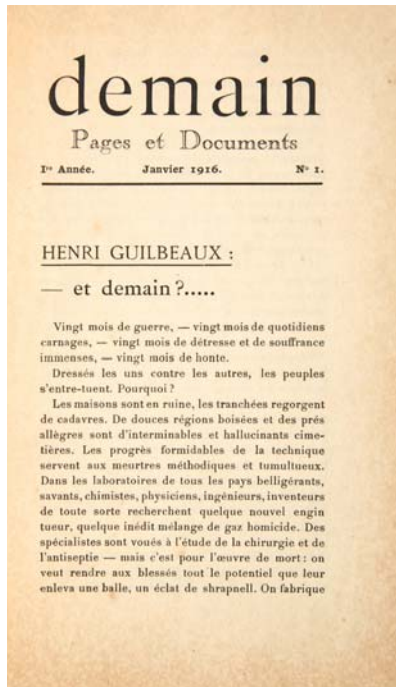 demain
Pages et Documents
Iʳᵉ Année. Janvier 1916. N° 1.
HENRI GUILBEAUX :
— et demain ?.....
Vingt mois de guerre, — vingt mois de quotidiens
carnages, — vingt mois de détresse et de souffrance
immenses, — vingt mois de honte.
Dressés les uns contre les autres, les peuples
s'entre-tuent. Pourquoi ?
Les maisons sont en ruine, les tranchées regorgent
de cadavres. De douces régions boisées et des prés
allègres sont d'interminables et hallucinants cime-
tières. Les progrès formidables de la technique
servent aux meurtres méthodiques et tumultueux.
Dans les laboratoires de tous les pays belligérants,
savants, chimistes, physiciens, ingénieurs, inventeurs
de toute sorte recherchent quelque nouvel engin
tueur, quelque inédit mélange de gaz homicide. Des
spécialistes sont voués à l'étude de la chirurgie et de
l'antiseptie — mais c'est pour l'œuvre de mort : on
veut rendre aux blessés tout le potentiel que leur
enleva une balle, un éclat de shrapnell. On fabrique